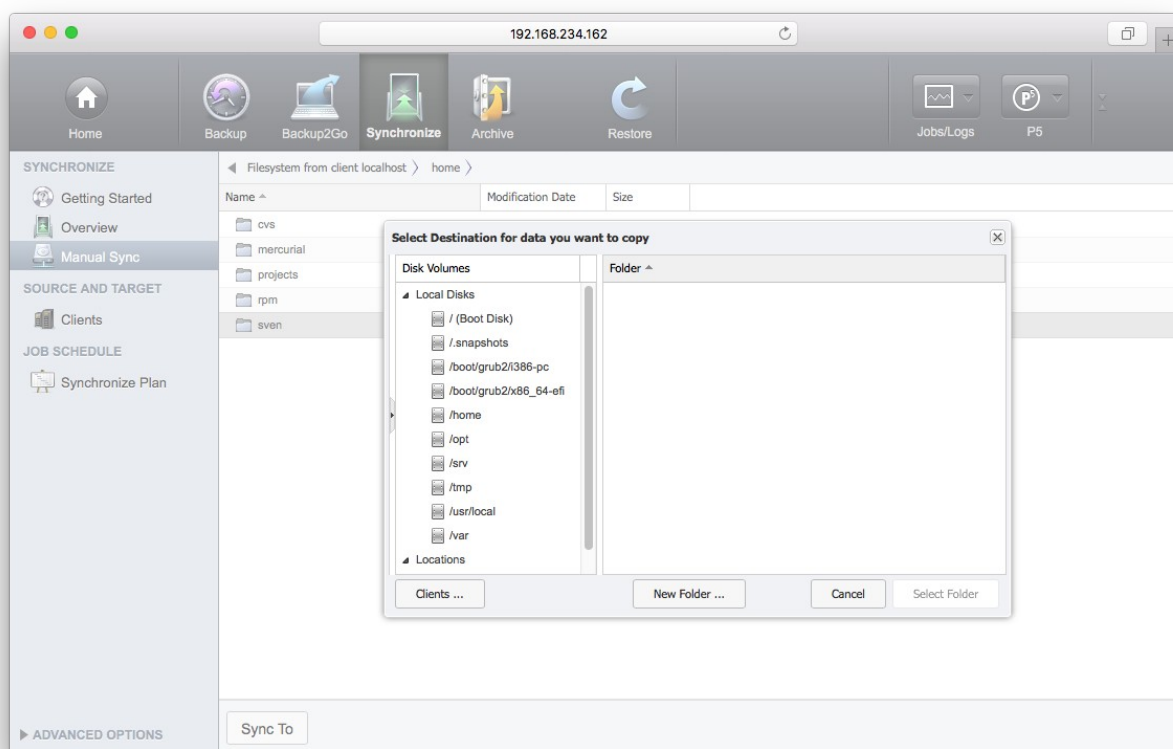 192.168.234.162
Home
Backup
Backup2Go
Synchronize
Archive
Restore
Jobs/Logs
P5
P5
SYNCHRONIZE
Getting Started
Overview
Manual Sync
SOURCE AND TARGET
Clients
JOB SCHEDULE
Synchronize Plan
ADVANCED OPTIONS
Filesystem from client localhost
home
Name
Modification Date
Size
cvs
mercurial
projects
rpm
sven
Select Destination for data you want to copy
Disk Volumes
Folder
Local Disks
/ (Boot Disk)
/.snapshots
/boot/grub2/i386-pc
/boot/grub2/x86_64-efi
/home
/opt
/srv
/tmp
/usr/local
/var
Locations
Clients ...
New Folder ...
Cancel
Select Folder
Sync To